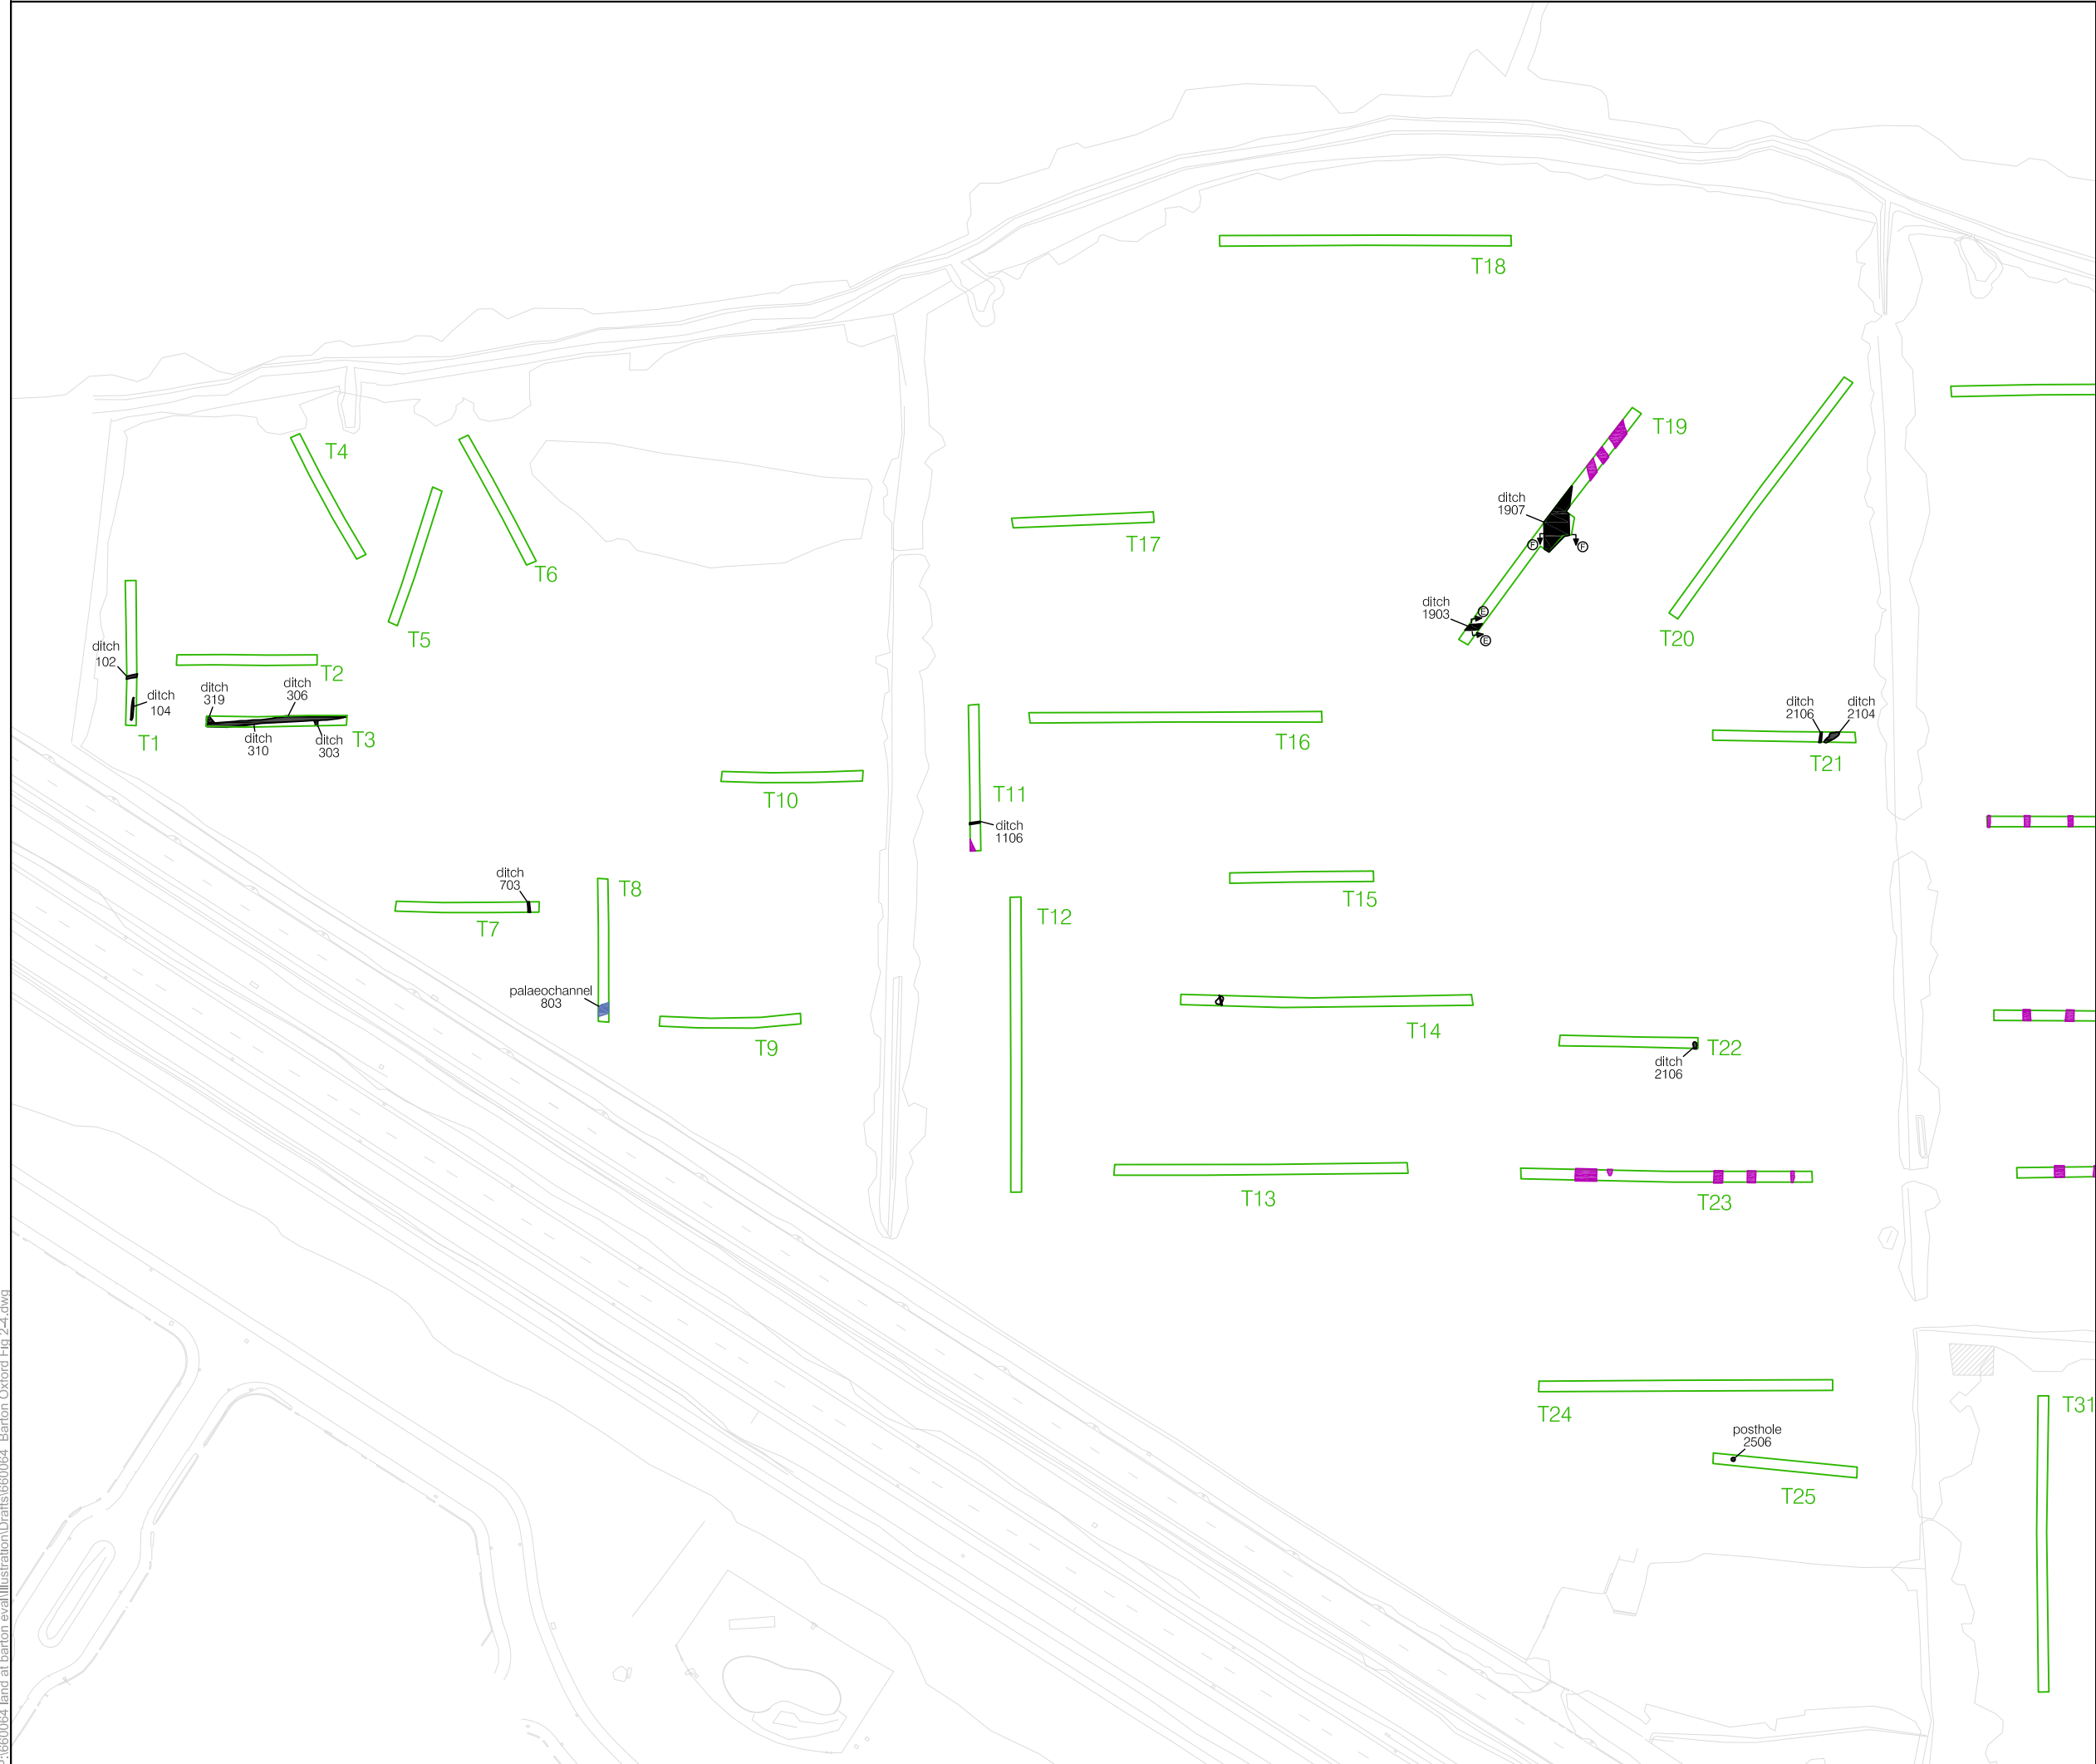 T18
T19
T4
ditch
1907
F
F
T17
T6
ditch
1903
E
E
T5
T20
ditch
102
T2
ditch
104
ditch
319
ditch
306
ditch
310
ditch
303
T3
T1
T16
ditch
2106
ditch
2104
T21
T10
T11
ditch
1106
ditch
703
T7
T8
T15
T12
palaeochannel
803
T9
T14
T22
ditch
2106
T13
T23
T24
T31
posthole
2506
T25
P:\660064 land at barton eval\Illustration\Drafts\660064 Barton Oxford Fig 2-4.dwg